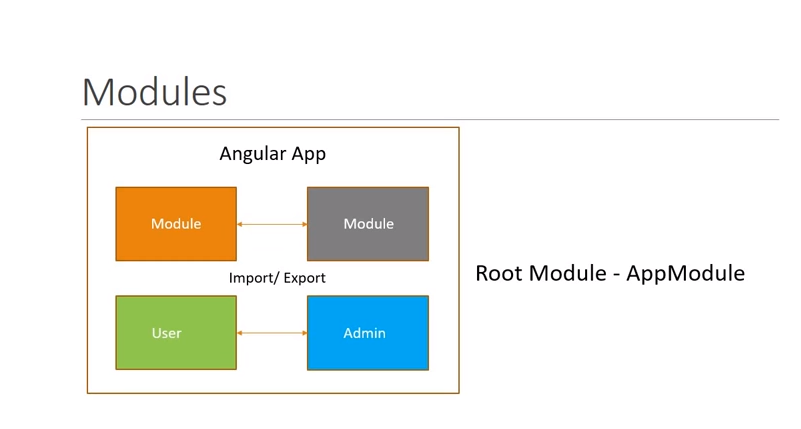 Modules
Angular App
Module
Module
Import/ Export
User
Admin
Root Module - AppModule